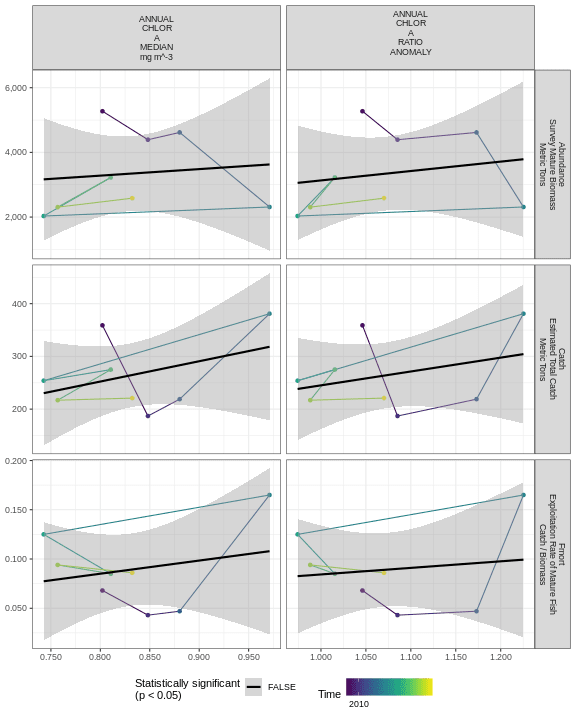 ANNUAL
CHLOR
A
MEDIAN
mg m^-3
ANNUAL
CHLOR
A
RATIO
ANOMALY
6,000
4,000
2,000
Abundance
Survey Mature Biomass
Metric Tons
400
300
200
Catch
Estimated Total Catch
Metric Tons
0.200
0.150
0.100
0.050
Fmort
Exploitation Rate of Mature Fish
Catch / Biomass
0.750
0.800
0.850
0.900
0.950
1.000
1.050
1.100
1.150
1.200
Statistically significant
(p < 0.05)
FALSE
Time
2010